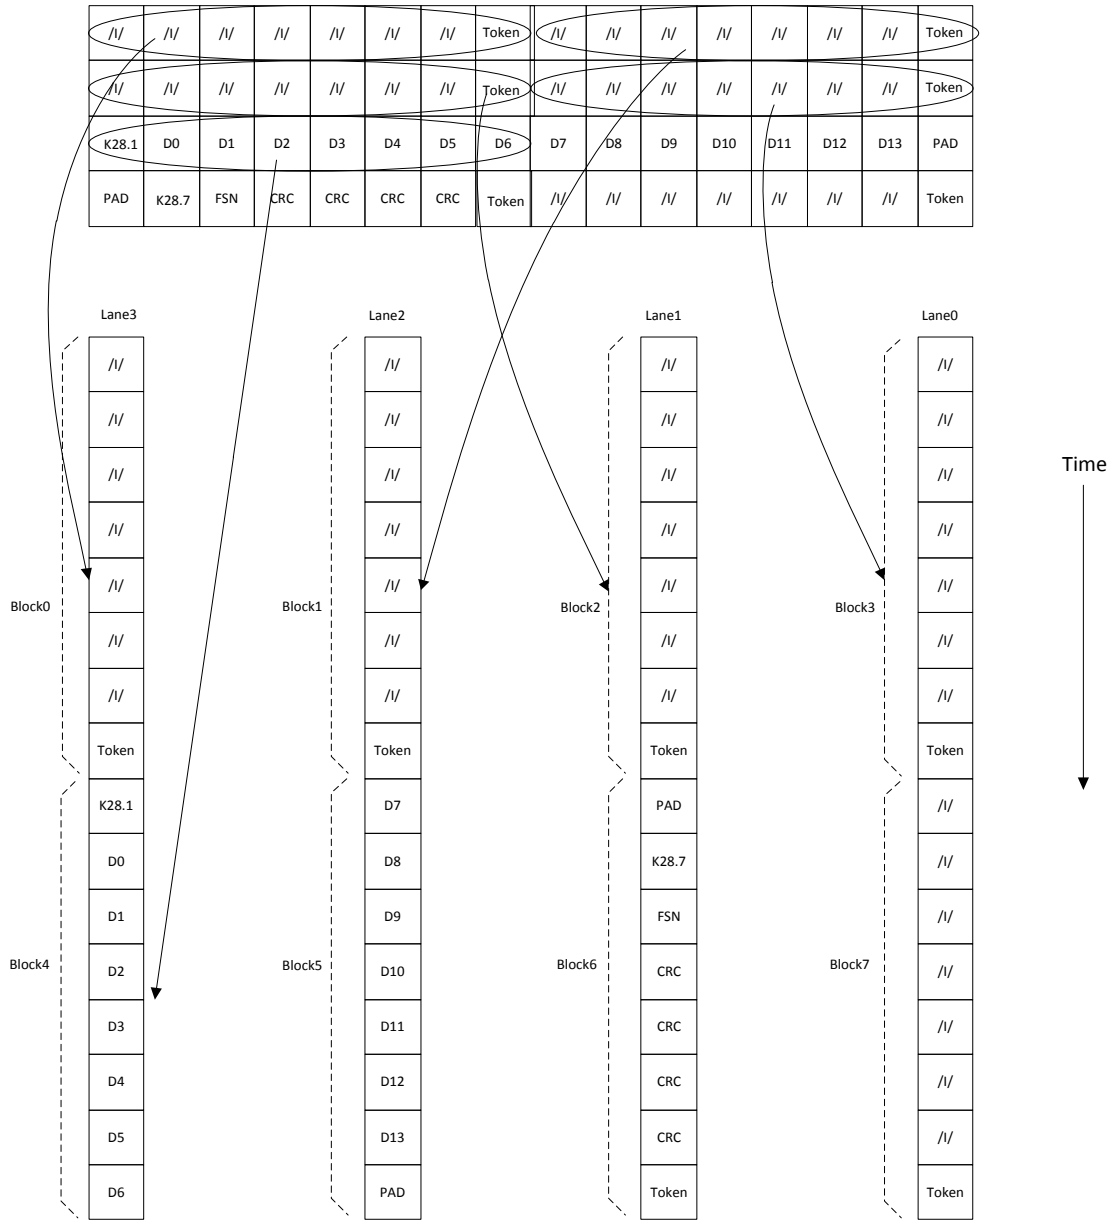 /I/ /I/ /I/ /I/ /I/ /I/ /I/ Token /I/ /I/ /I/ /I/ /I/ /I/ /I/ Token
/I/ /I/ /I/ /I/ /I/ /I/ /I/ Token /I/ /I/ /I/ /I/ /I/ /I/ /I/ Token
K28.1 D0 D1 D2 D3 D4 D5 D6 D7 D8 D9 D10 D11 D12 D13 PAD
PAD K28.7 FSN CRC CRC CRC CRC Token /I/ /I/ /I/ /I/ /I/ /I/ /I/ Token
Lane3 Lane2 Lane1 Lane0
/I/ /I/ /I/ /I/
/I/ /I/ /I/ /I/
Time
/I/ /I/ /I/ /I/
/I/ /I/ /I/ /I/
/I/ /I/ /I/ /I/
Block0 Block1 Block2 Block3
/I/ /I/ /I/ /I/
/I/ /I/ /I/ /I/
Token Token Token Token
K28.1 D7 PAD /I/
D0 D8 K28.7 /I/
D1 D9 FSN /I/
Block4 D2 Block5 D10 Block6 CRC Block7 /I/
D3 D11 CRC /I/
D4 D12 CRC /I/
D5 D13 CRC /I/
D6 PAD Token Token